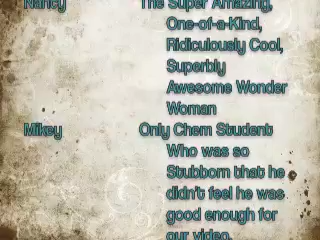 Nancy The Super Amazing,
One-of-a-Kind,
Ridiculously Cool,
Superbly
Awesome Wonder
Woman
Mikey Only Chem Student
Who was so
Stubborn that he
didn't feel he was
good enough for
our video.